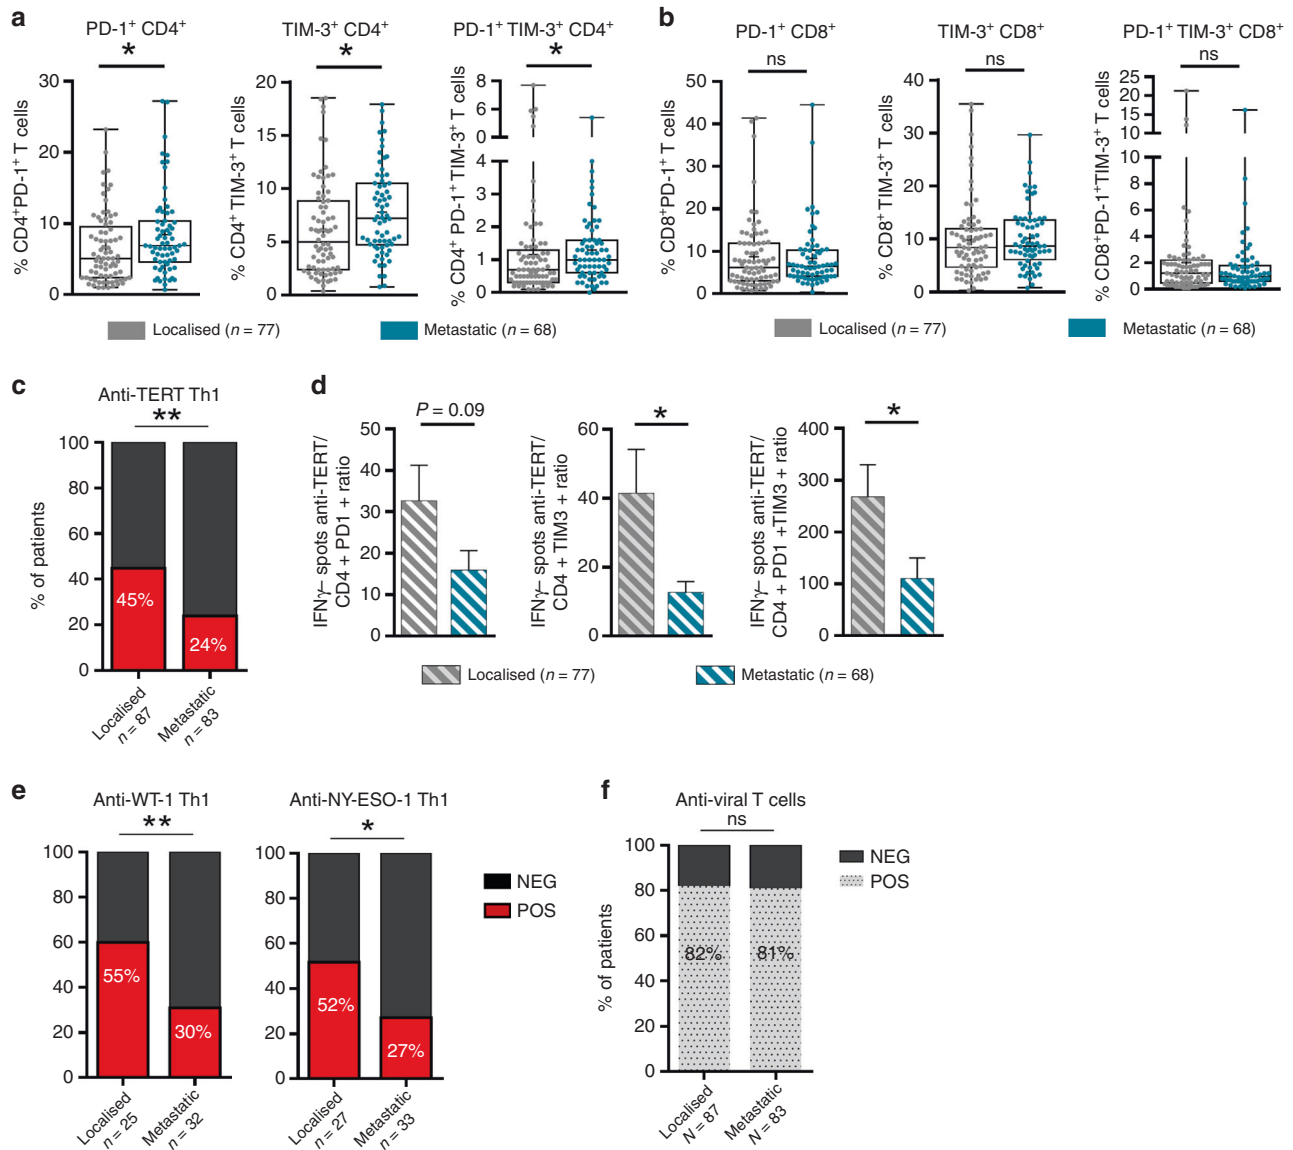 a
PD-1+ CD4+
*
% CD4+PD-1+ T cells
30
20
10
0
TIM-3+ CD4+
*
% CD4+ TIM-3+ T cells
20
15
10
5
0
PD-1+ TIM-3+ CD4+
*
% CD4+ PD-1+ TIM-3+ T cells
8
6
0
4
3
2
1
0
Localised (n = 77)
Metastatic (n = 68)
b
PD-1+ CD8+
ns
% CD8+PD-1+ T cells
50
40
30
20
10
0
TIM-3+ CD8+
ns
% CD8+ TIM-3+ T cells
40
30
20
10
0
PD-1+ TIM-3+ CD8+
ns
% CD8+PD-1+TIM-3+ T cells
25
20
15
10
10
8
6
4
2
0
Localised (n = 77)
Metastatic (n = 68)
c
Anti-TERT Th1
**
% of patients
100
80
60
40
20
0
45%
24%
Localised
n = 87
Metastatic
n = 83
d
P = 0.09
IFNγ– spots anti-TERT/
CD4 + PD1 + ratio
50
40
30
20
10
0
*
IFNγ– spots anti-TERT/
CD4 + TIM3 + ratio
60
40
20
0
*
IFNγ– spots anti-TERT/
CD4 + PD1 +TIM3 + ratio
400
300
200
100
0
Localised (n = 77)
Metastatic (n = 68)
e
Anti-WT-1 Th1
**
100
80
60
40
20
0
55%
30%
Localised
n = 25
Metastatic
n = 32
Anti-NY-ESO-1 Th1
*
100
80
60
40
20
0
52%
27%
Localised
n = 27
Metastatic
n = 33
NEG
POS
f
Anti-viral T cells
ns
% of patients
100
80
60
40
20
0
82%
81%
Localised
N = 87
Metastatic
N = 83
NEG
POS